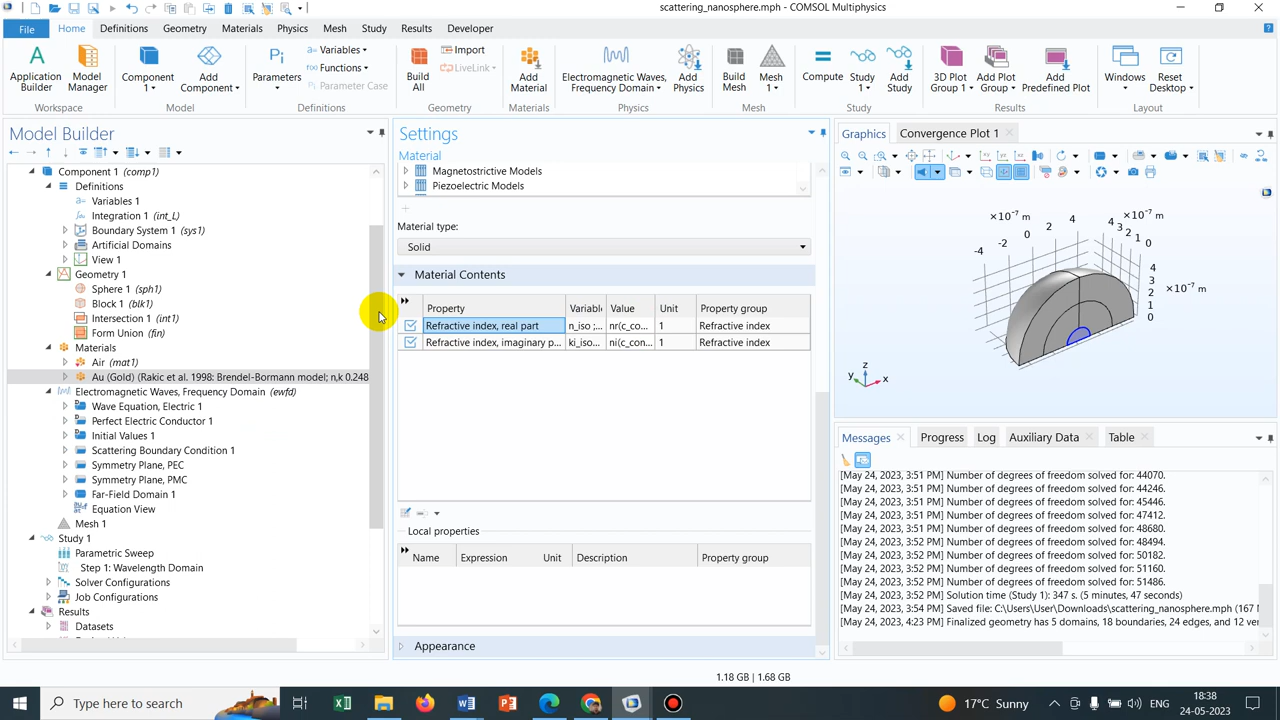 scattering_nanosphere.mph - COMSOL Multiphysics
File Home Definitions Geometry Materials Physics Mesh Study Results Developer
Application Builder
Model Manager
Workspace
Component 1
Add Component
Model
Parameters
Variables
Functions
Parameter Case
Definitions
Build All
Import
LiveLink
Geometry
Add Material
Materials
Electromagnetic Waves, Frequency Domain
Add Physics
Physics
Build Mesh
Mesh 1
Mesh
Compute
Study 1
Add Study
Study
3D Plot Group 1
Add Plot Group
Add Predefined Plot
Results
Windows
Reset Desktop
Layout
Model Builder
Component 1 (comp1)
Definitions
Variables 1
Integration 1 (int_L)
Boundary System 1 (sys1)
Artificial Domains
View 1
Geometry 1
Sphere 1 (sph1)
Block 1 (blk1)
Intersection 1 (int1)
Form Union (fin)
Materials
Air (mat1)
Au (Gold) (Rakic et al. 1998: Brendel-Bormann model; n,k 0.248
Electromagnetic Waves, Frequency Domain (ewfd)
Wave Equation, Electric 1
Perfect Electric Conductor 1
Initial Values 1
Scattering Boundary Condition 1
Symmetry Plane, PEC
Symmetry Plane, PMC
Far-Field Domain 1
Equation View
Mesh 1
Study 1
Parametric Sweep
Step 1: Wavelength Domain
Solver Configurations
Job Configurations
Results
Datasets
Settings
Material
Magnetostrictive Models
Piezoelectric Models
Material type:
Solid
Material Contents
Property Variabl Value Unit Property group
Refractive index, real part n_iso ;... nr(c_co... 1 Refractive index
Refractive index, imaginary p... ki_iso... ni(c_con... 1 Refractive index
Local properties
Name Expression Unit Description Property group
Appearance
Graphics Convergence Plot 1
×10⁻⁷ m
-4 -2 0 2 4
×10⁻⁷ m
4 3 2 1 0
4
3
2
1
0
×10⁻⁷ m
z
y x
Messages Progress Log Auxiliary Data Table
[May 24, 2023, 3:51 PM] Number of degrees of freedom solved for: 44070.
[May 24, 2023, 3:51 PM] Number of degrees of freedom solved for: 44246.
[May 24, 2023, 3:51 PM] Number of degrees of freedom solved for: 45446.
[May 24, 2023, 3:51 PM] Number of degrees of freedom solved for: 47412.
[May 24, 2023, 3:51 PM] Number of degrees of freedom solved for: 48680.
[May 24, 2023, 3:52 PM] Number of degrees of freedom solved for: 48494.
[May 24, 2023, 3:52 PM] Number of degrees of freedom solved for: 50182.
[May 24, 2023, 3:52 PM] Number of degrees of freedom solved for: 51160.
[May 24, 2023, 3:52 PM] Number of degrees of freedom solved for: 51486.
[May 24, 2023, 3:52 PM] Solution time (Study 1): 347 s. (5 minutes, 47 seconds)
[May 24, 2023, 3:54 PM] Saved file: C:\Users\User\Downloads\scattering_nanosphere.mph (167 M
[May 24, 2023, 4:23 PM] Finalized geometry has 5 domains, 18 boundaries, 24 edges, and 12 ver
1.18 GB | 1.68 GB
Type here to search
17°C Sunny
ENG
18:38
24-05-2023